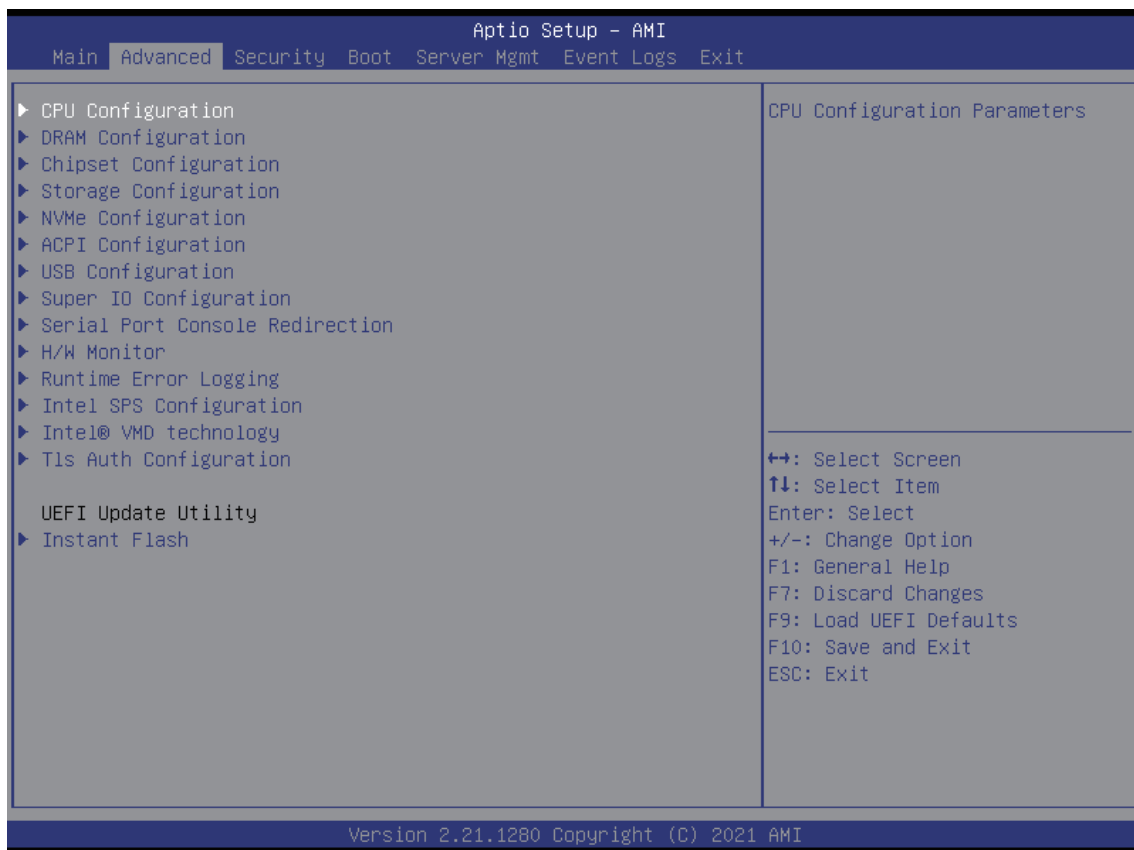 Aptio Setup – AMI
Main Advanced Security Boot Server Mgmt Event Logs Exit
▶ CPU Configuration
▶ DRAM Configuration
▶ Chipset Configuration
▶ Storage Configuration
▶ NVMe Configuration
▶ ACPI Configuration
▶ USB Configuration
▶ Super IO Configuration
▶ Serial Port Console Redirection
▶ H/W Monitor
▶ Runtime Error Logging
▶ Intel SPS Configuration
▶ Intel® VMD technology
▶ Tls Auth Configuration
UEFI Update Utility
▶ Instant Flash
CPU Configuration Parameters
↔: Select Screen
↑↓: Select Item
Enter: Select
+/-: Change Option
F1: General Help
F7: Discard Changes
F9: Load UEFI Defaults
F10: Save and Exit
ESC: Exit
Version 2.21.1280 Copyright (C) 2021 AMI